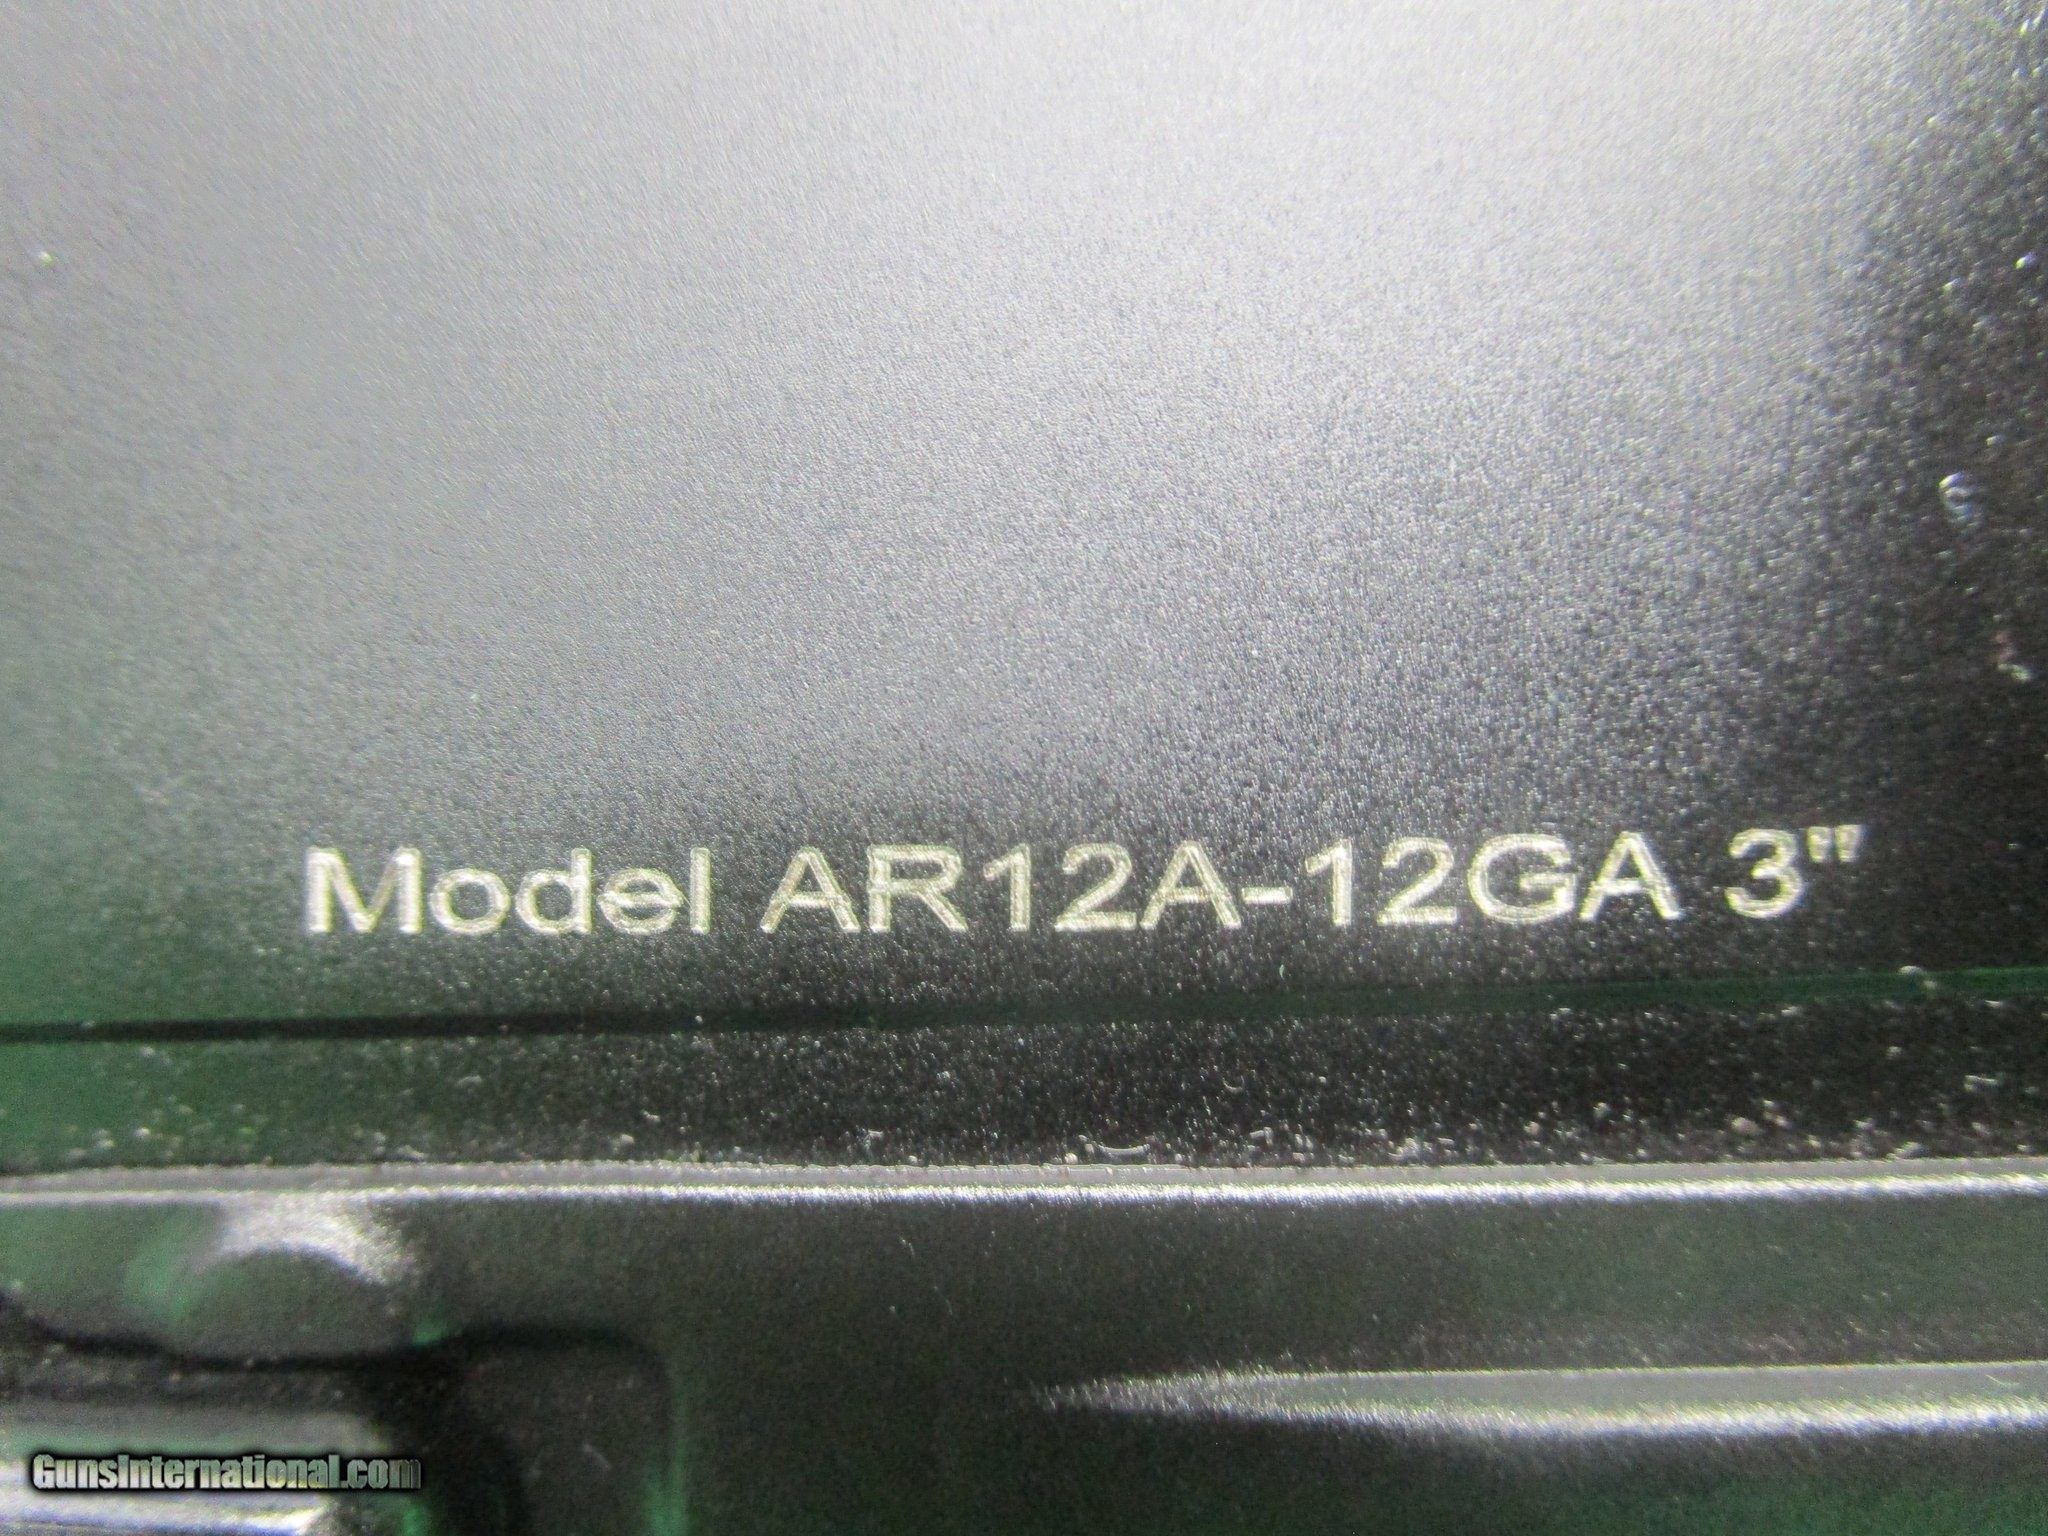 Model AR12A-12GA 3"
GunsInternational.com